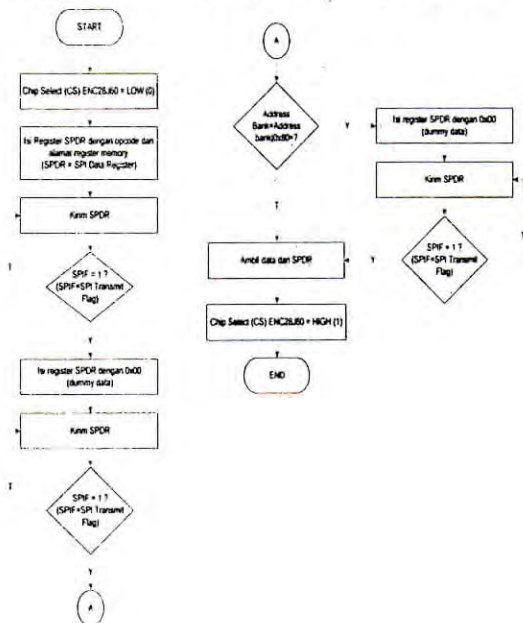 START
Chip Select (CS) ENC28J60 = LOW (0)
Isi Register SPDR dengan opcode dan
alamat register memory
(SPDR = SPI Data Register)
Kirim SPDR
T
SPIF = 1 ?
(SPIF=SPI Transmit
Flag)
Y
Isi register SPDR dengan 0x00
(dummy data)
Kirim SPDR
T
SPIF = 1 ?
(SPIF=SPI Transmit
Flag)
Y
A
A
Address
Bank=Address
bank|0x80=?
Y
T
Isi register SPDR dengan 0x00
(dummy data)
Kirim SPDR
SPIF = 1 ?
(SPIF=SPI Transmit
Flag)
Y
Ambil data dari SPDR
Chip Select (CS) ENC28J60 = HIGH (1)
END